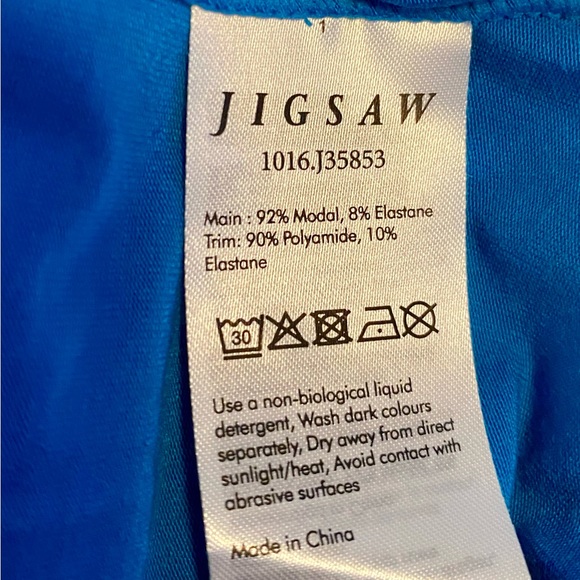 1
JIGSAW
1016.J35853
Main : 92% Modal, 8% Elastane
Trim: 90% Polyamide, 10%
Elastane
30
Use a non-biological liquid
detergent, Wash dark colours
separately, Dry away from direct
sunlight/heat, Avoid contact with
abrasive surfaces
Made in China